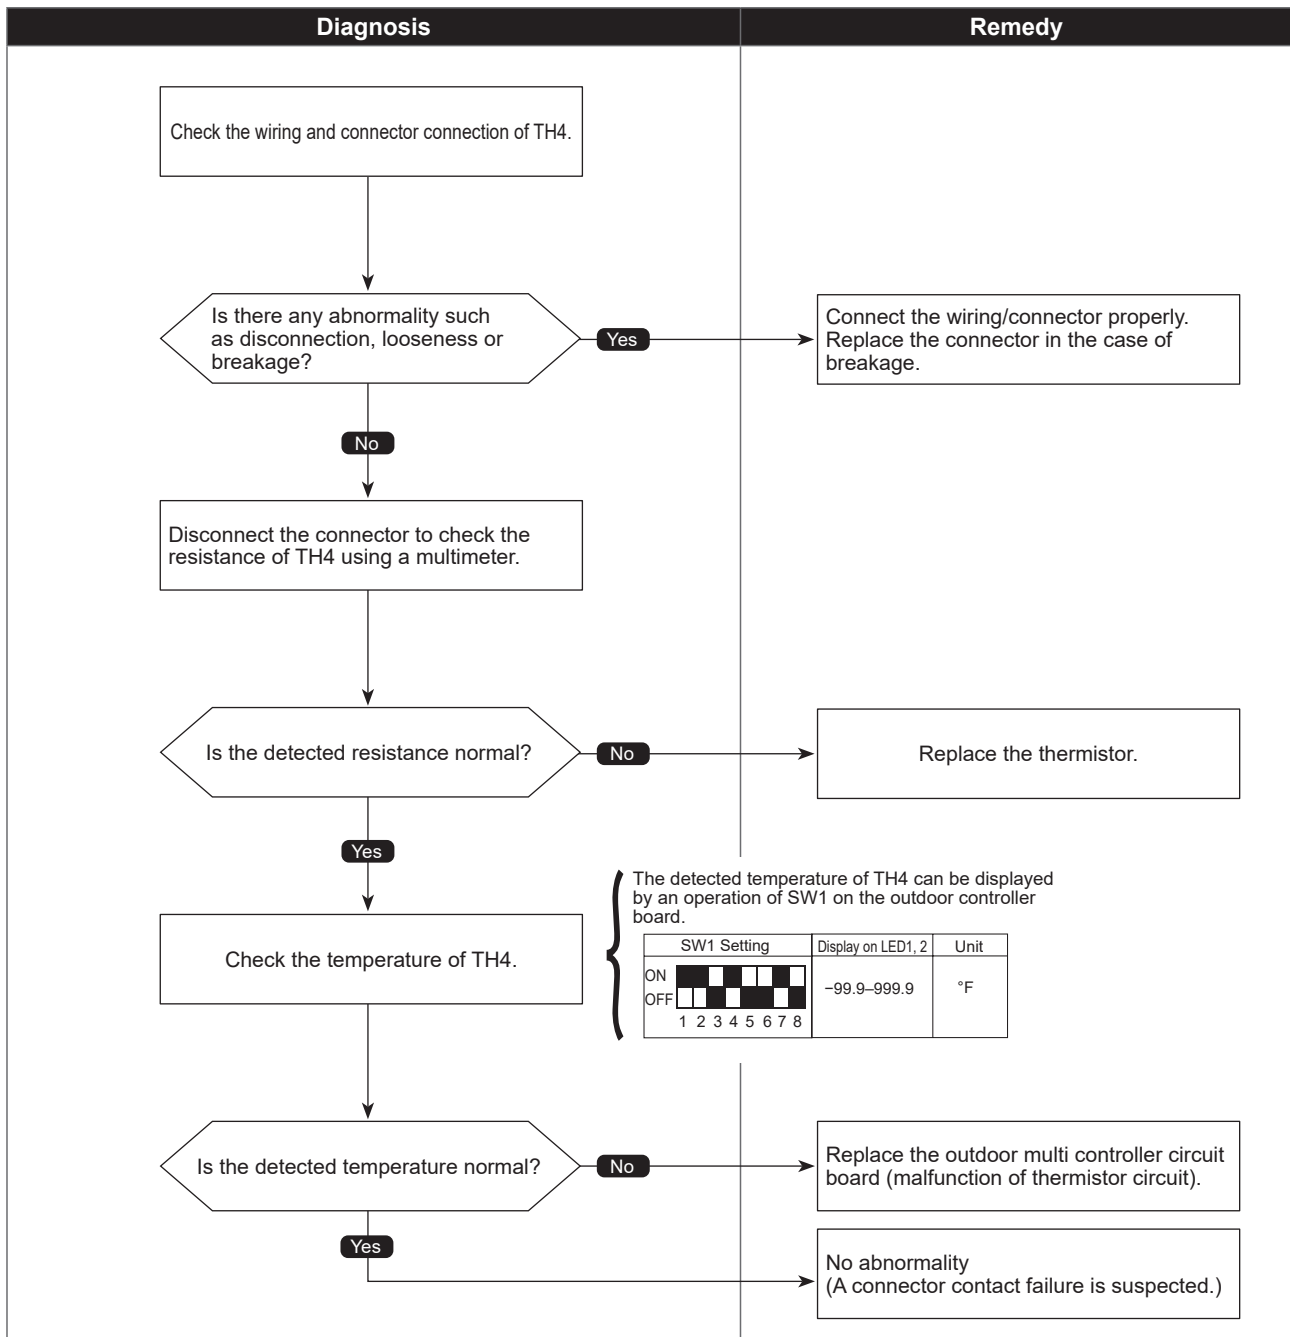 Diagnosis
Remedy
Check the wiring and connector connection of TH4.
Is there any abnormality such
as disconnection, looseness or
breakage?
Yes
Connect the wiring/connector properly.
Replace the connector in the case of
breakage.
No
Disconnect the connector to check the
resistance of TH4 using a multimeter.
Is the detected resistance normal?
No
Replace the thermistor.
Yes
Check the temperature of TH4.
The detected temperature of TH4 can be displayed
by an operation of SW1 on the outdoor controller
board.
SW1 Setting
Display on LED1, 2
Unit
ON
OFF
1 2 3 4 5 6 7 8
−99.9–999.9
°F
Is the detected temperature normal?
No
Replace the outdoor multi controller circuit
board (malfunction of thermistor circuit).
Yes
No abnormality
(A connector contact failure is suspected.)